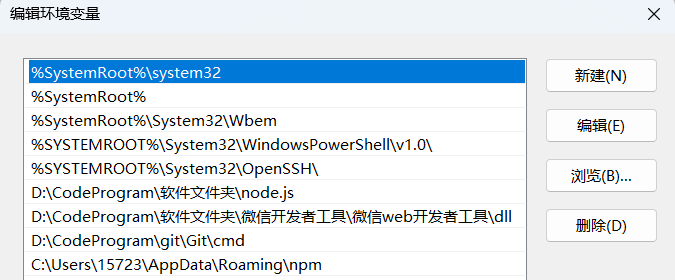 编辑环境变量
%SystemRoot%\system32
%SystemRoot%
%SystemRoot%\System32\Wbem
%SYSTEMROOT%\System32\WindowsPowerShell\v1.0\
%SYSTEMROOT%\System32\OpenSSH\
D:\CodeProgram\软件文件夹\node.js
D:\CodeProgram\软件文件夹\微信开发者工具\微信web开发者工具\dll
D:\CodeProgram\git\Git\cmd
C:\Users\15723\AppData\Roaming\npm
新建(N)
编辑(E)
浏览(B)...
删除(D)